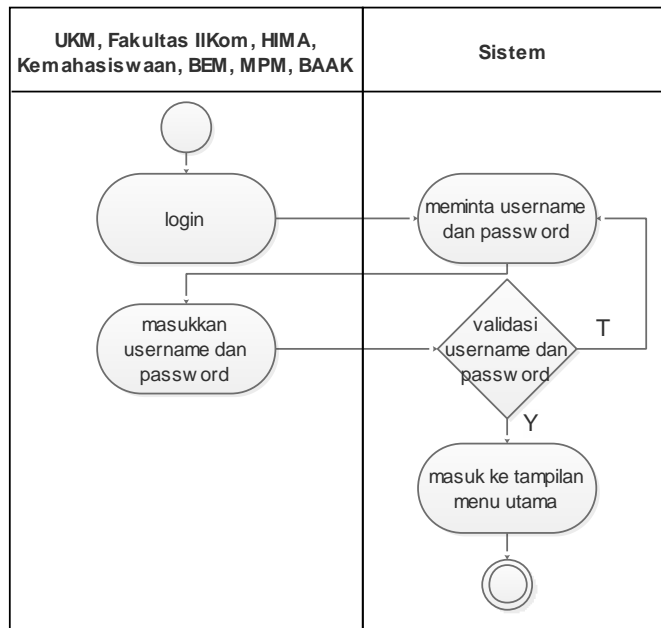 UKM, Fakultas IlKom, HIMA,
Kemahasiswaan, BEM, MPM, BAAK
Sistem
login
meminta username
dan password
masukkan
username dan
password
validasi
username dan
password
T
Y
masuk ke tampilan
menu utama